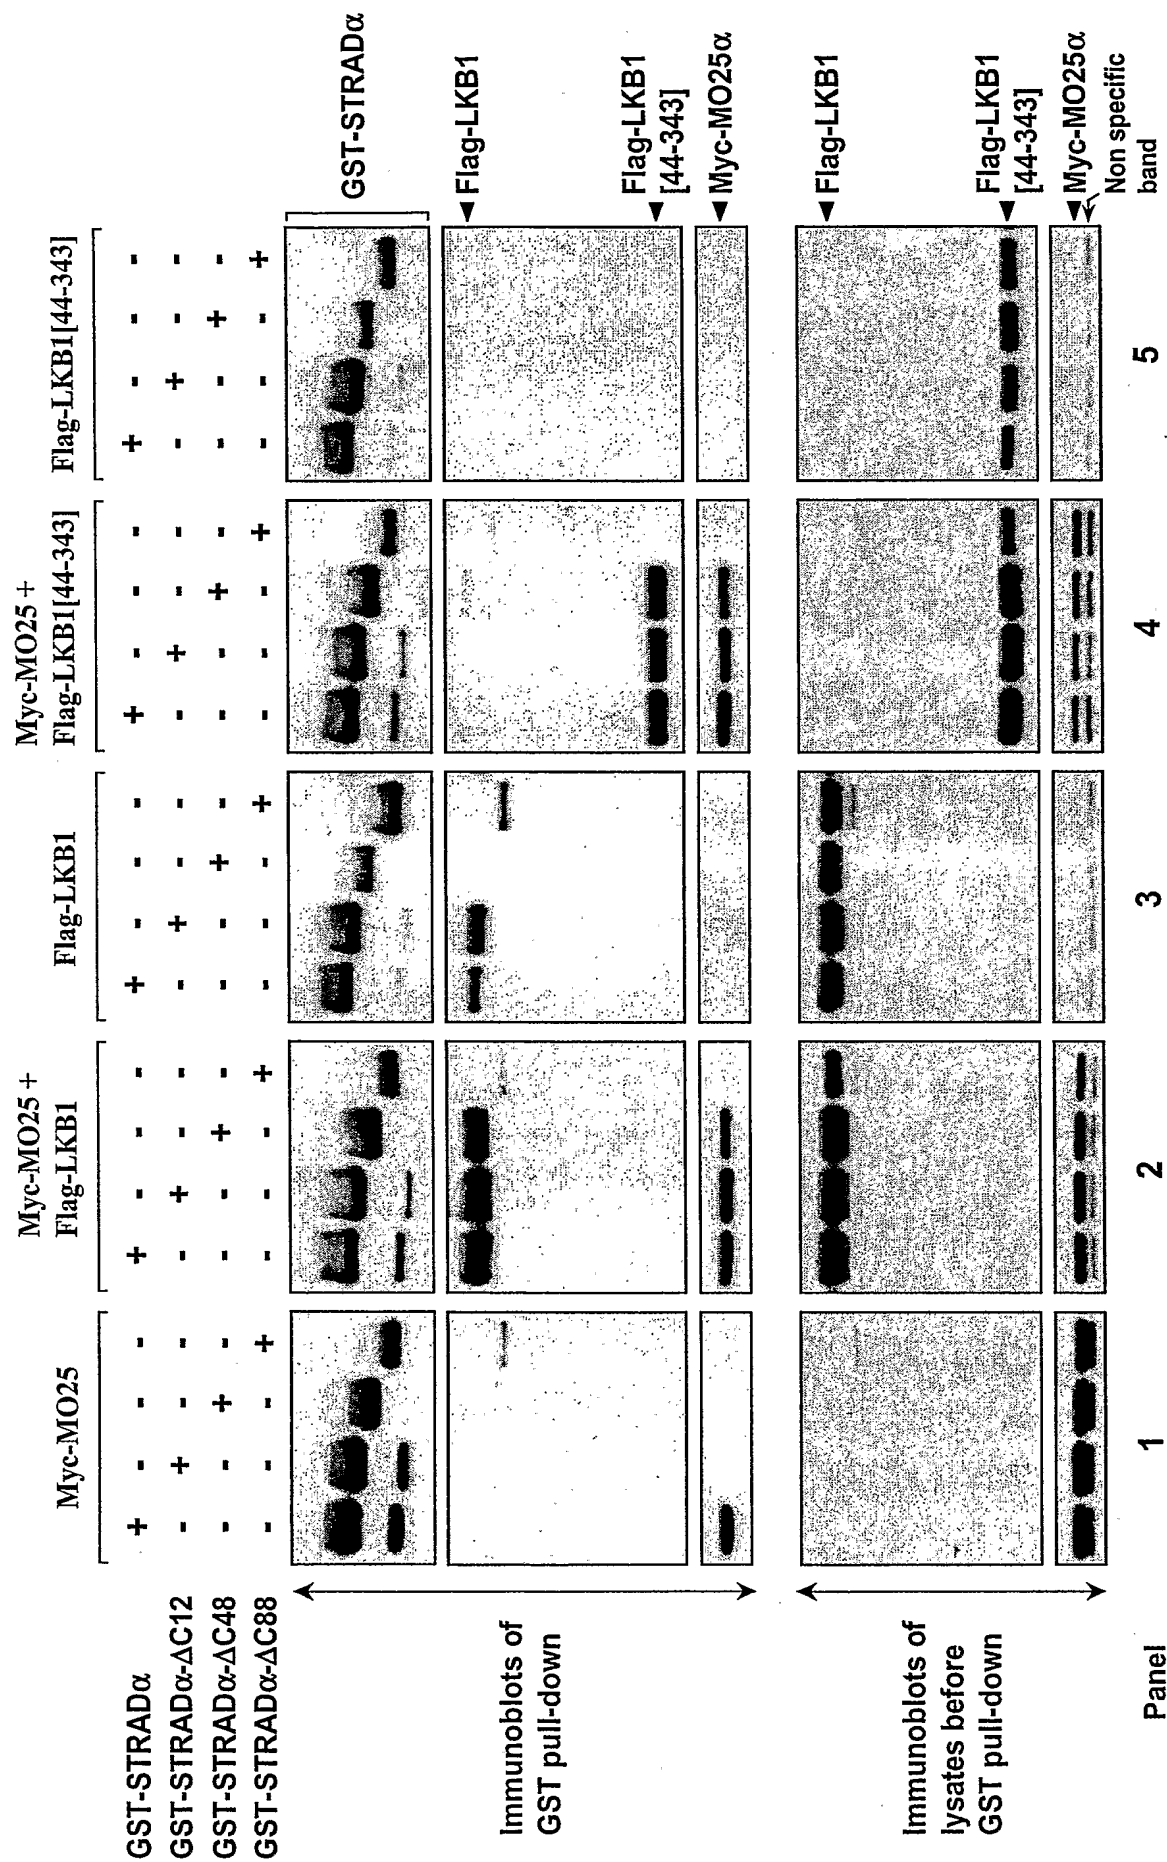 Myc-MO25
Myc-MO25 +
Flag-LKB1
Flag-LKB1
Myc-MO25 +
Flag-LKB1[44-343]
Flag-LKB1[44-343]
GST-STRADα + - - - + - - - + - - - + - - - + - - -
GST-STRADα-ΔC12 - + - - - + - - - + - - - + - - - + - -
GST-STRADα-ΔC48 - - + - - - + - - - + - - - + - - - + -
GST-STRADα-ΔC88 - - - + - - - + - - - + - - - + - - - +
GST-STRADα
Immunoblots of
GST pull-down
Flag-LKB1
Flag-LKB1
[44-343]
Myc-MO25α
Immunoblots of
lysates before
GST pull-down
Flag-LKB1
Flag-LKB1
[44-343]
Myc-MO25α
Non specific
band
Panel 1 2 3 4 5